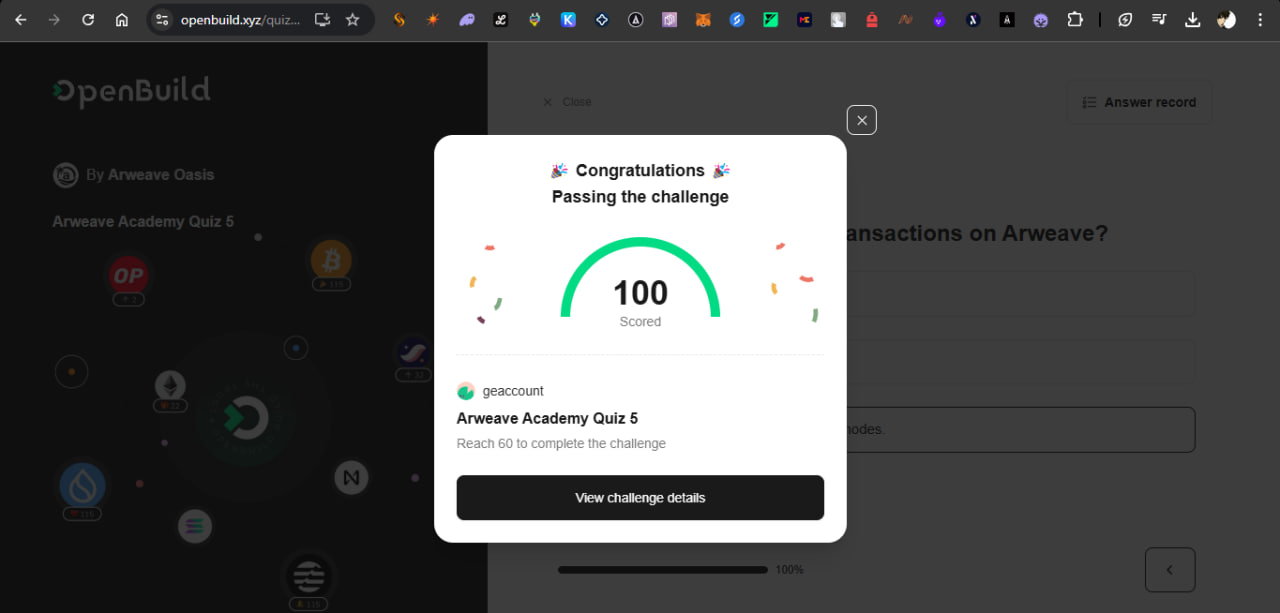 openbuild.xyz/quiz...
OpenBuild
Close
Answer record
By Arweave Oasis
Arweave Academy Quiz 5
ansactions on Arweave?
nodes.
100%
OP
2
115
32
22
115
115
🎉 Congratulations 🎉
Passing the challenge
100
Scored
geaccount
Arweave Academy Quiz 5
Reach 60 to complete the challenge
View challenge details